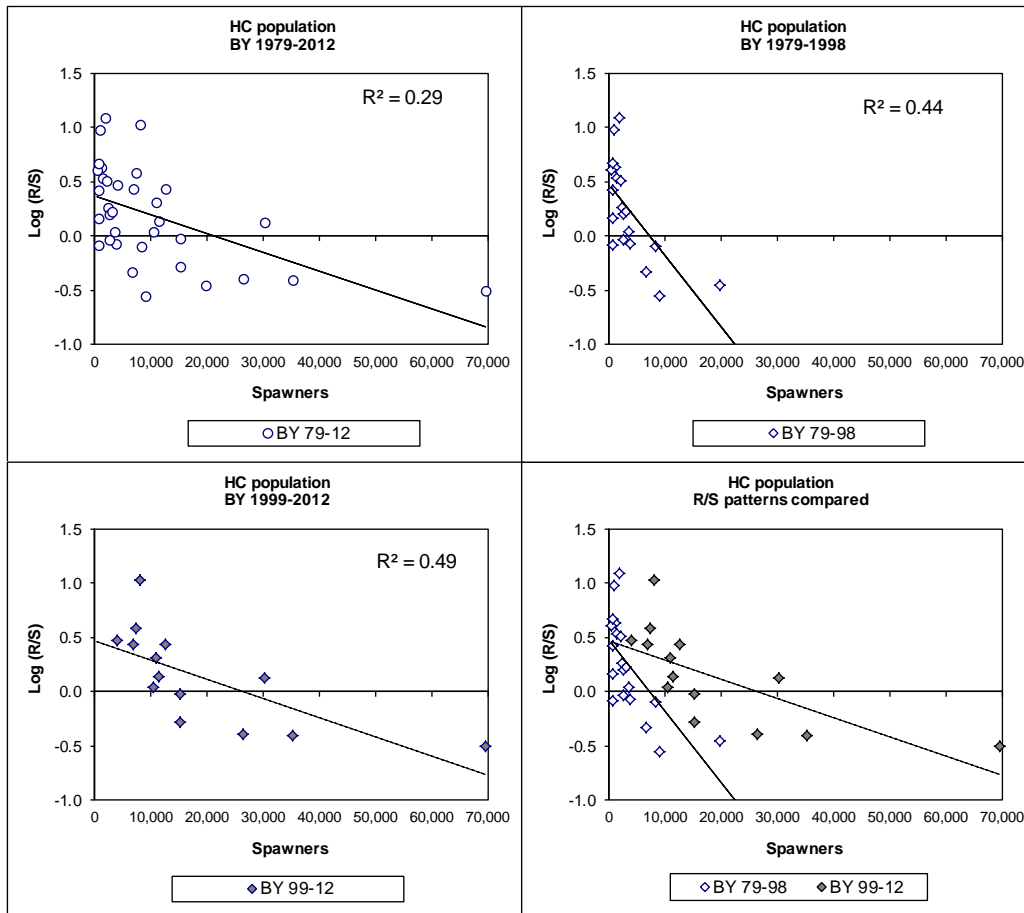 HC population
BY 1979-2012
R² = 0.29
Log (R/S)
1.5
1.0
0.5
0.0
-0.5
-1.0
0 10,000 20,000 30,000 40,000 50,000 60,000 70,000
Spawners
BY 79-12
HC population
BY 1979-1998
R² = 0.44
Log (R/S)
1.5
1.0
0.5
0.0
-0.5
-1.0
0 10,000 20,000 30,000 40,000 50,000 60,000 70,000
Spawners
BY 79-98
HC population
BY 1999-2012
R² = 0.49
Log (R/S)
1.5
1.0
0.5
0.0
-0.5
-1.0
0 10,000 20,000 30,000 40,000 50,000 60,000 70,000
Spawners
BY 99-12
HC population
R/S patterns compared
Log (R/S)
1.5
1.0
0.5
0.0
-0.5
-1.0
0 10,000 20,000 30,000 40,000 50,000 60,000 70,000
Spawners
BY 79-98 BY 99-12